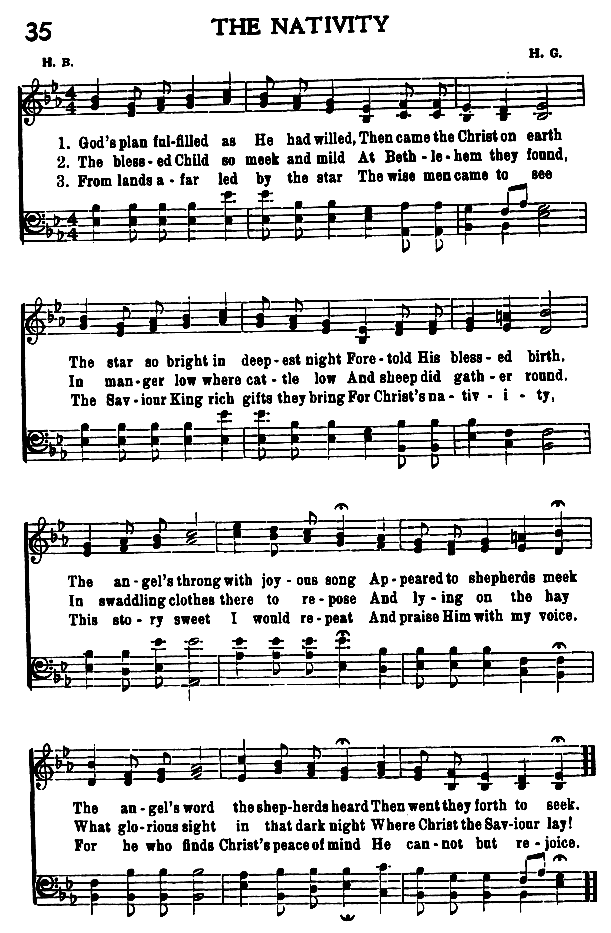 35
THE NATIVITY
H. B.
H. G.
1. God's plan ful-filled as He had willed, Then came the Christ on earth
2. The bless-ed Child so meek and mild At Beth-le-hem they found,
3. From lands a-far led by the star The wise men came to see
The star so bright in deep-est night Fore-told His bless-ed birth.
In man-ger low where cat-tle low And sheep did gath-er round.
The Sav-iour King rich gifts they bring For Christ's na-tiv-i-ty,
The an-gel's throng with joy-ous song Ap-peared to shepherds meek
In swaddling clothes there to re-pose And ly-ing on the hay
This sto-ry sweet I would re-peat And praise Him with my voice.
The an-gel's word the shep-herds heard Then went they forth to seek.
What glo-rious sight in that dark night Where Christ the Sav-iour lay!
For he who finds Christ's peace of mind He can-not but re-joice.